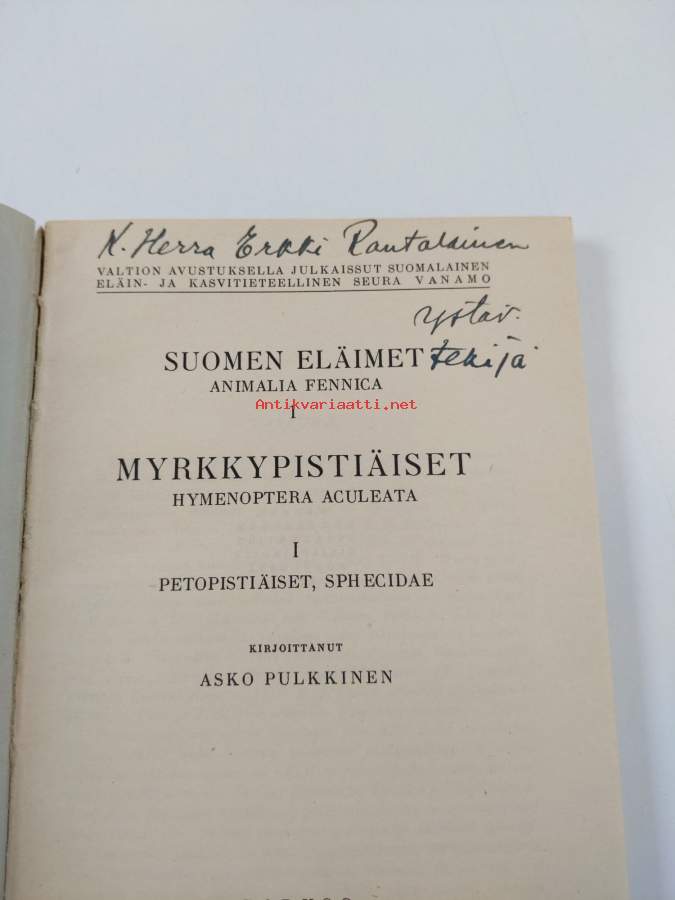 K. Herra Erkki Rantalainen
VALTION AVUSTUKSELLA JULKAISSUT SUOMALAINEN
ELÄIN- JA KASVITIETEELLINEN SEURA VANAMO
ystäv.
tekijä
SUOMEN ELÄIMET
ANIMALIA FENNICA
Antikvariaatti.net
I
MYRKKYPISTIÄISET
HYMENOPTERA ACULEATA
I
PETOPISTIÄISET, SPHECIDAE
KIRJOITTANUT
ASKO PULKKINEN